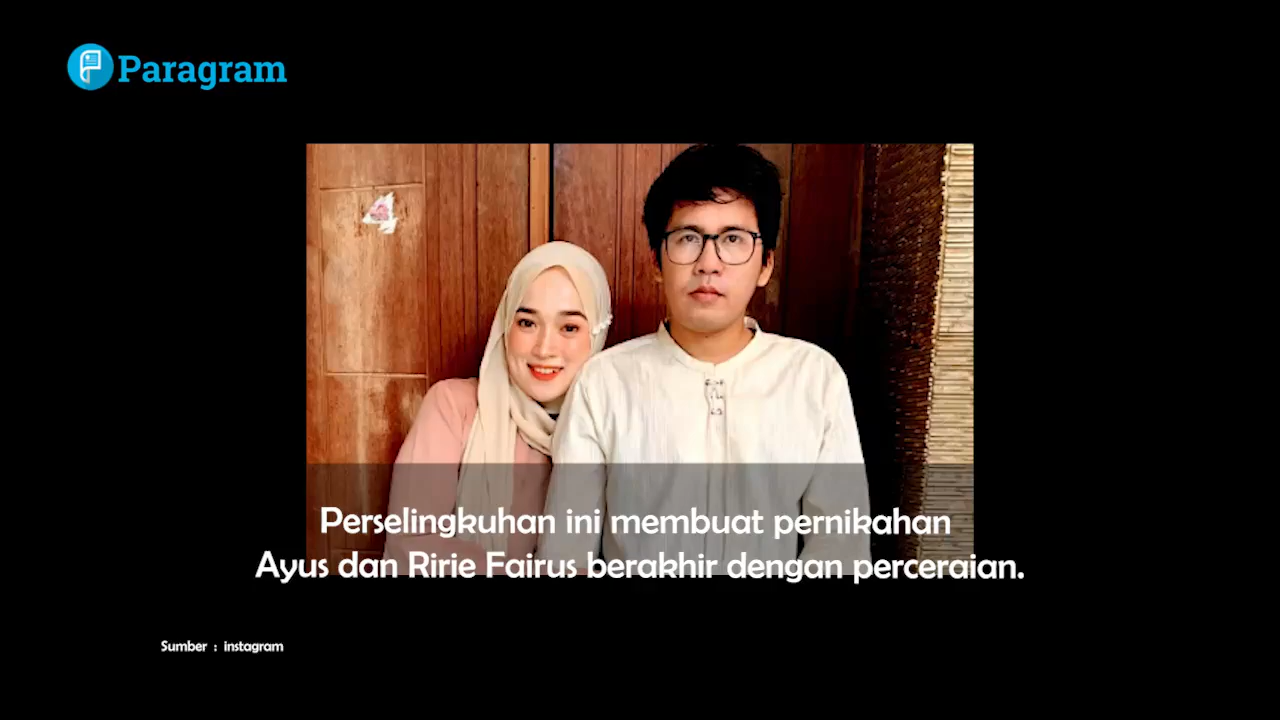 Paragram
Perselingkuhan ini membuat pernikahan
Ayus dan Ririe Fairus berakhir dengan perceraian.
Sumber : instagram